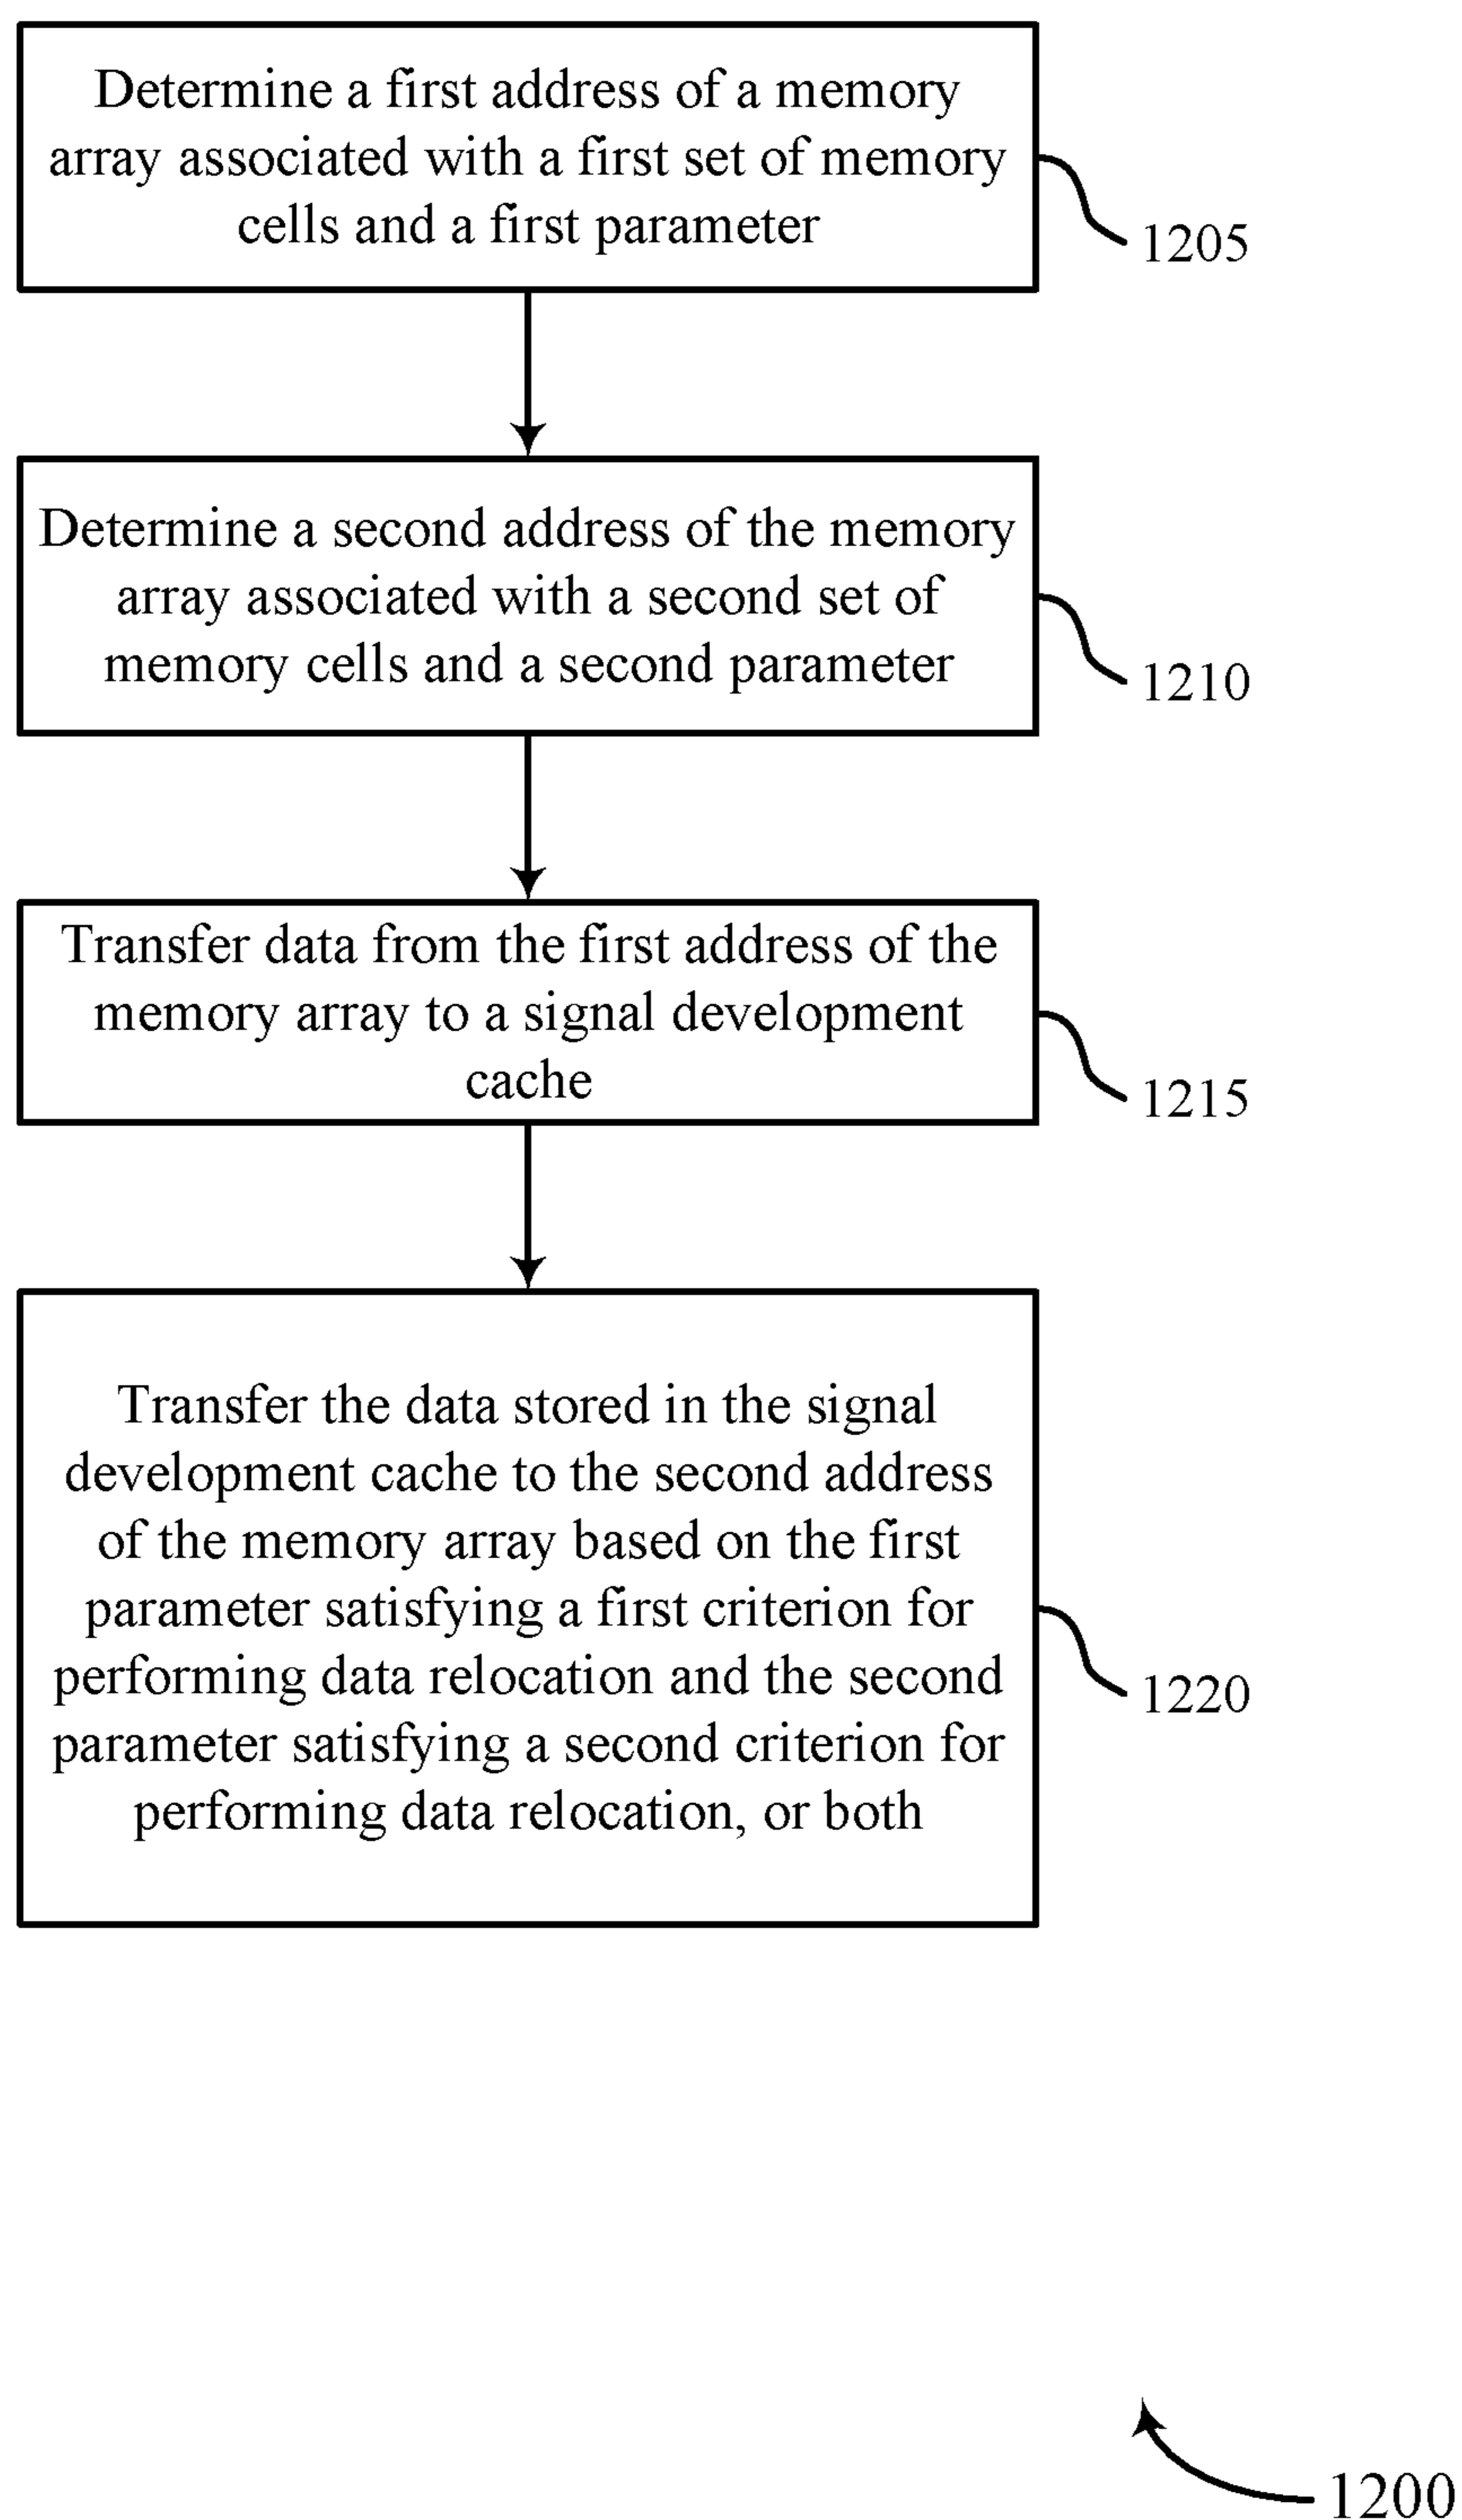 Determine a first address of a memory
array associated with a first set of memory
cells and a first parameter
1205
Determine a second address of the memory
array associated with a second set of
memory cells and a second parameter
1210
Transfer data from the first address of the
memory array to a signal development
cache
1215
Transfer the data stored in the signal
development cache to the second address
of the memory array based on the first
parameter satisfying a first criterion for
performing data relocation and the second
parameter satisfying a second criterion for
performing data relocation, or both
1220
1200